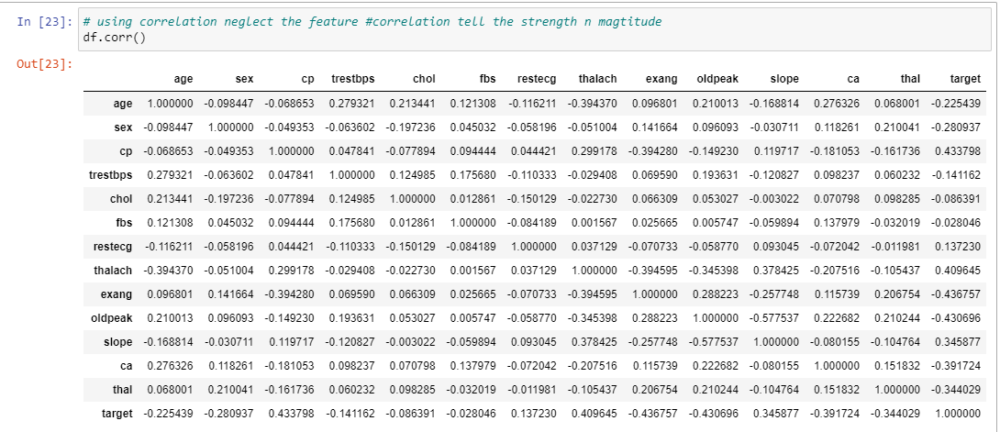 In [23]: # using correlation neglect the feature #correlation tell the strength n magtitude
df.corr()
Out[23]:
age sex cp trestbps chol fbs restecg thalach exang oldpeak slope ca thal target
age 1.000000 -0.098447 -0.068653 0.279321 0.213441 0.121308 -0.116211 -0.394370 0.096801 0.210013 -0.168814 0.276326 0.068001 -0.225439
sex -0.098447 1.000000 -0.049353 -0.063602 -0.197236 0.045032 -0.058196 -0.051004 0.141664 0.096093 -0.030711 0.118261 0.210041 -0.280937
cp -0.068653 -0.049353 1.000000 0.047841 -0.077894 0.094444 0.044421 0.299178 -0.394280 -0.149230 0.119717 -0.181053 -0.161736 0.433798
trestbps 0.279321 -0.063602 0.047841 1.000000 0.124985 0.175680 -0.110333 -0.029408 0.069590 0.193631 -0.120827 0.098237 0.060232 -0.141162
chol 0.213441 -0.197236 -0.077894 0.124985 1.000000 0.012861 -0.150129 -0.022730 0.066309 0.053027 -0.003022 0.070798 0.098285 -0.086391
fbs 0.121308 0.045032 0.094444 0.175680 0.012861 1.000000 -0.084189 0.001567 0.025665 0.005747 -0.059894 0.137979 -0.032019 -0.028046
restecg -0.116211 -0.058196 0.044421 -0.110333 -0.150129 -0.084189 1.000000 0.037129 -0.070733 -0.058770 0.093045 -0.072042 -0.011981 0.137230
thalach -0.394370 -0.051004 0.299178 -0.029408 -0.022730 0.001567 0.037129 1.000000 -0.394595 -0.345398 0.378425 -0.207516 -0.105437 0.409645
exang 0.096801 0.141664 -0.394280 0.069590 0.066309 0.025665 -0.070733 -0.394595 1.000000 0.288223 -0.257748 0.115739 0.206754 -0.436757
oldpeak 0.210013 0.096093 -0.149230 0.193631 0.053027 0.005747 -0.058770 -0.345398 0.288223 1.000000 -0.577537 0.222682 0.210244 -0.430696
slope -0.168814 -0.030711 0.119717 -0.120827 -0.003022 -0.059894 0.093045 0.378425 -0.257748 -0.577537 1.000000 -0.080155 -0.104764 0.345877
ca 0.276326 0.118261 -0.181053 0.098237 0.070798 0.137979 -0.072042 -0.207516 0.115739 0.222682 -0.080155 1.000000 0.151832 -0.391724
thal 0.068001 0.210041 -0.161736 0.060232 0.098285 -0.032019 -0.011981 -0.105437 0.206754 0.210244 -0.104764 0.151832 1.000000 -0.344029
target -0.225439 -0.280937 0.433798 -0.141162 -0.086391 -0.028046 0.137230 0.409645 -0.436757 -0.430696 0.345877 -0.391724 -0.344029 1.000000